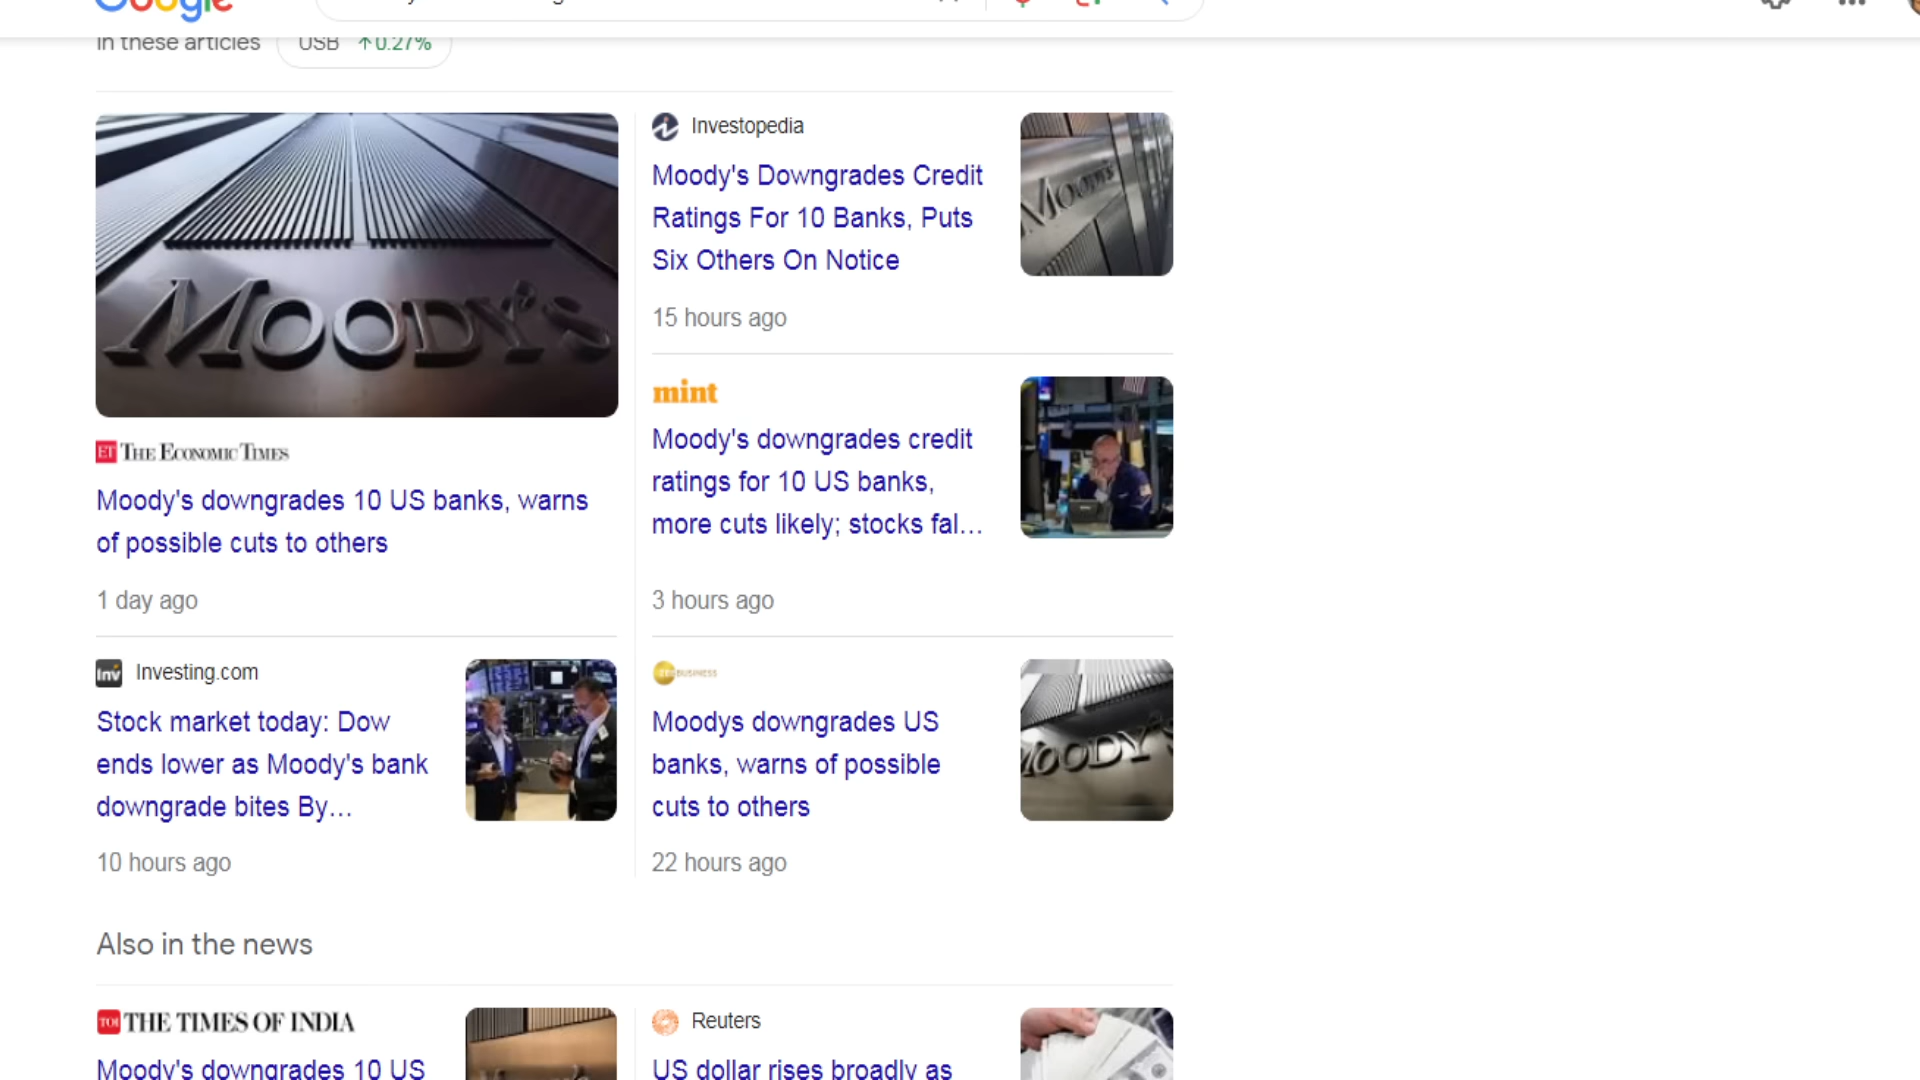 Google
in these articles
USB ↑0.27%
MOODY'S
THE ECONOMIC TIMES
Moody's downgrades 10 US banks, warns
of possible cuts to others
1 day ago
Investing.com
Stock market today: Dow
ends lower as Moody's bank
downgrade bites By...
10 hours ago
Investopedia
Moody's Downgrades Credit
Ratings For 10 Banks, Puts
Six Others On Notice
15 hours ago
mint
Moody's downgrades credit
ratings for 10 US banks,
more cuts likely; stocks fal...
3 hours ago
BUSINESS
Moodys downgrades US
banks, warns of possible
cuts to others
22 hours ago
Also in the news
THE TIMES OF INDIA
Moody's downgrades 10 US
Reuters
US dollar rises broadly as